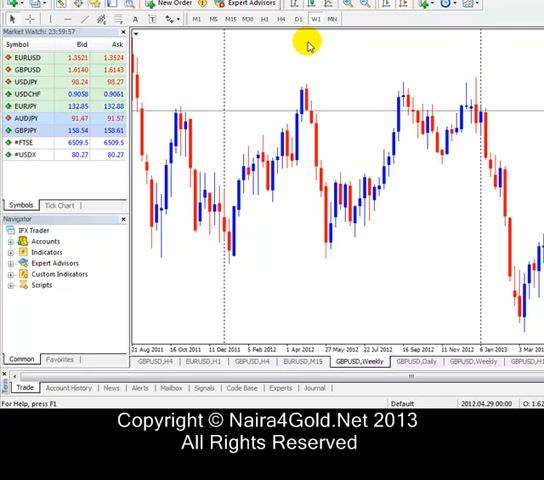 New Order
Expert Advisors
A T
M1 M5 M15 M30 H1 H4 D1 W1 MN
Market Watch: 23:59:57
Symbol Bid Ask
EURUSD 1.3521 1.3524
GBPUSD 1.6140 1.6143
USDJPY 98.24 98.27
USDCHF 0.9058 0.9061
EURJPY 132.85 132.88
AUDJPY 91.47 91.57
GBPJPY 158.54 158.61
#FTSE 6509.5 6509.5
#USDX 80.27 80.27
Symbols Tick Chart
Navigator
IFX Trader
Accounts
Indicators
Expert Advisors
Custom Indicators
Scripts
Common Favorites
21 Aug 2011 16 Oct 2011 11 Dec 2011 5 Feb 2012 1 Apr 2012 27 May 2012 22 Jul 2012 16 Sep 2012 11 Nov 2012 6 Jan 2013 3 Mar 2013
GBPUSD,H4 EURUSD,H1 GBPUSD,H4 EURUSD,M15 GBPUSD,Weekly GBPUSD,Daily GBPUSD,Weekly GBPUSD,H1
Trade Account History News Alerts Mailbox Signals Code Base Experts Journal
For Help, press F1 Default 2012.04.29 00:00 O: 1.62
Copyright © Naira4Gold.Net 2013
All Rights Reserved